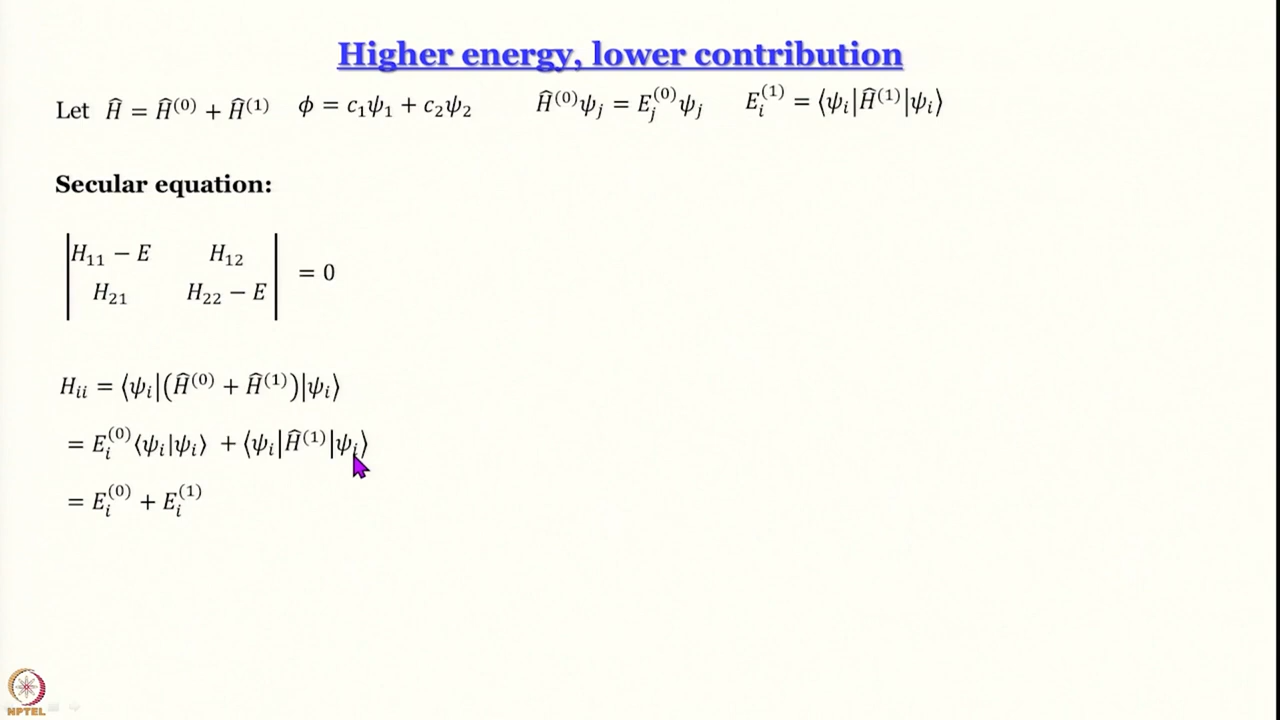 Higher energy, lower contribution
Let Ĥ = Ĥ⁽⁰⁾ + Ĥ⁽¹⁾   ϕ = c₁ψ₁ + c₂ψ₂   Ĥ⁽⁰⁾ψⱼ = Eⱼ⁽⁰⁾ψⱼ   Eᵢ⁽¹⁾ = ⟨ψᵢ|Ĥ⁽¹⁾|ψᵢ⟩
Secular equation:
|H₁₁ − E   H₁₂|
|H₂₁   H₂₂ − E| = 0
Hᵢᵢ = ⟨ψᵢ|(Ĥ⁽⁰⁾ + Ĥ⁽¹⁾)|ψᵢ⟩
= Eᵢ⁽⁰⁾⟨ψᵢ|ψᵢ⟩ + ⟨ψᵢ|Ĥ⁽¹⁾|ψᵢ⟩
= Eᵢ⁽⁰⁾ + Eᵢ⁽¹⁾
NPTEL